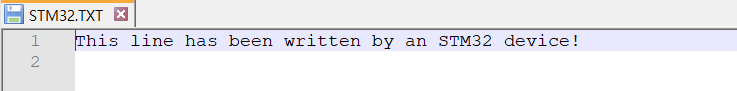 STM32.TXT
1 This line has been written by an STM32 device!
2